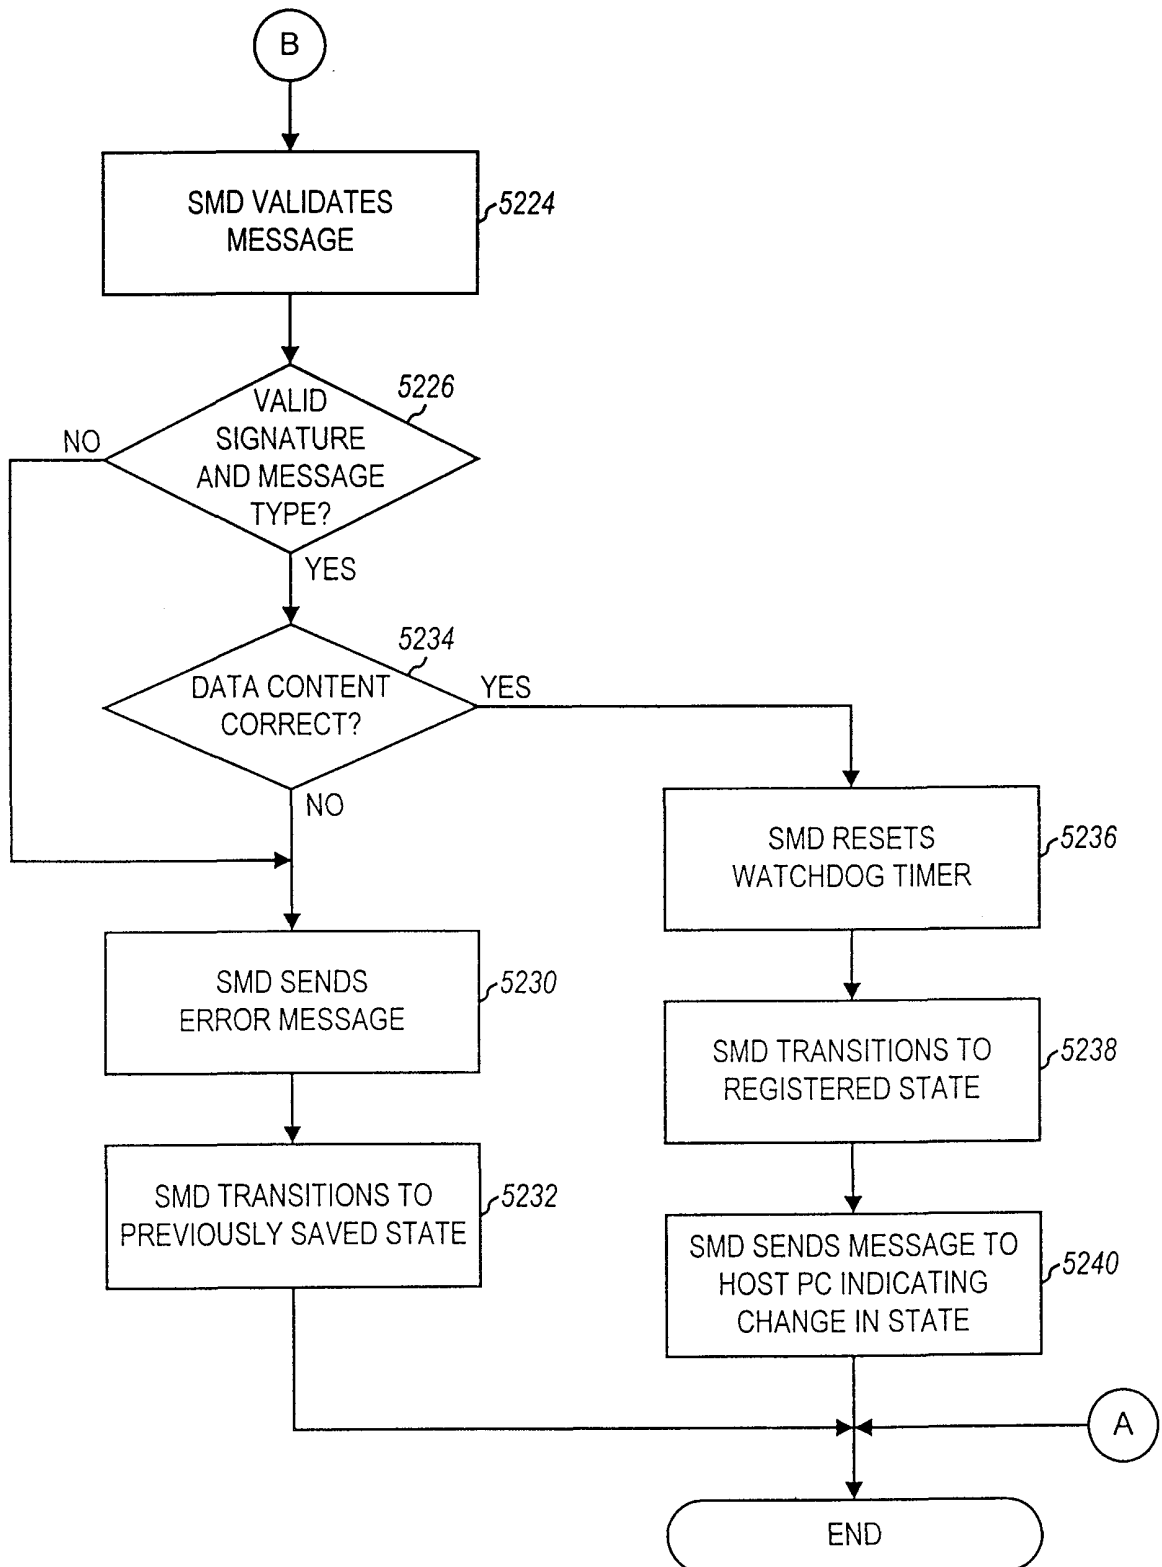 B
SMD VALIDATES
MESSAGE
5224
5226
VALID
SIGNATURE
AND MESSAGE
TYPE?
NO
YES
5234
DATA CONTENT
CORRECT?
YES
NO
SMD RESETS
WATCHDOG TIMER
5236
SMD SENDS
ERROR MESSAGE
5230
SMD TRANSITIONS TO
REGISTERED STATE
5238
SMD TRANSITIONS TO
PREVIOUSLY SAVED STATE
5232
SMD SENDS MESSAGE TO
HOST PC INDICATING
CHANGE IN STATE
5240
A
END